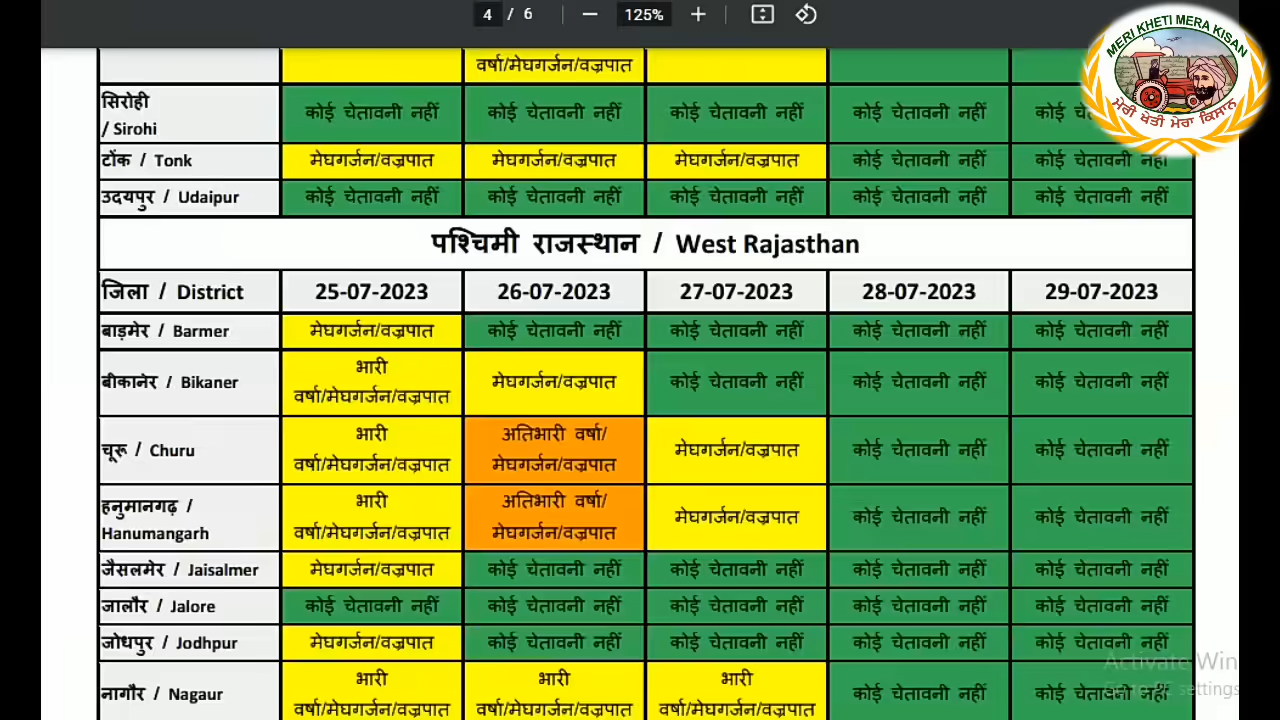 4 / 6 125%
MERI KHETI MERA KISAN
ਮੇਰੀ ਖੇਤੀ ਮੇਰਾ ਕਿਸਾਨ
वर्षा/मेघगर्जन/वज्रपात
सिरोही
/ Sirohi कोई चेतावनी नहीं कोई चेतावनी नहीं कोई चेतावनी नहीं कोई चेतावनी नहीं कोई
टोंक / Tonk मेघगर्जन/वज्रपात मेघगर्जन/वज्रपात मेघगर्जन/वज्रपात कोई चेतावनी नहीं कोई चेतावनी नहीं
उदयपुर / Udaipur कोई चेतावनी नहीं कोई चेतावनी नहीं कोई चेतावनी नहीं कोई चेतावनी नहीं कोई चेतावनी नहीं
पश्चिमी राजस्थान / West Rajasthan
जिला / District 25-07-2023 26-07-2023 27-07-2023 28-07-2023 29-07-2023
बाड़मेर / Barmer मेघगर्जन/वज्रपात कोई चेतावनी नहीं कोई चेतावनी नहीं कोई चेतावनी नहीं कोई चेतावनी नहीं
बीकानेर / Bikaner भारी
वर्षा/मेघगर्जन/वज्रपात मेघगर्जन/वज्रपात कोई चेतावनी नहीं कोई चेतावनी नहीं कोई चेतावनी नहीं
चूरू / Churu भारी
वर्षा/मेघगर्जन/वज्रपात अतिभारी वर्षा/
मेघगर्जन/वज्रपात मेघगर्जन/वज्रपात कोई चेतावनी नहीं कोई चेतावनी नहीं
हनुमानगढ़ /
Hanumangarh भारी
वर्षा/मेघगर्जन/वज्रपात अतिभारी वर्षा/
मेघगर्जन/वज्रपात मेघगर्जन/वज्रपात कोई चेतावनी नहीं कोई चेतावनी नहीं
जैसलमेर / Jaisalmer मेघगर्जन/वज्रपात कोई चेतावनी नहीं कोई चेतावनी नहीं कोई चेतावनी नहीं कोई चेतावनी नहीं
जालौर / Jalore कोई चेतावनी नहीं कोई चेतावनी नहीं कोई चेतावनी नहीं कोई चेतावनी नहीं कोई चेतावनी नहीं
जोधपुर / Jodhpur मेघगर्जन/वज्रपात कोई चेतावनी नहीं कोई चेतावनी नहीं कोई चेतावनी नहीं कोई चेतावनी नहीं
नागौर / Nagaur भारी
वर्षा/मेघगर्जन/वज्रपात भारी
वर्षा/मेघगर्जन/वज्रपात भारी
वर्षा/मेघगर्जन/वज्रपात कोई चेतावनी नहीं कोई चेतावनी नहीं
Activate Win
settings